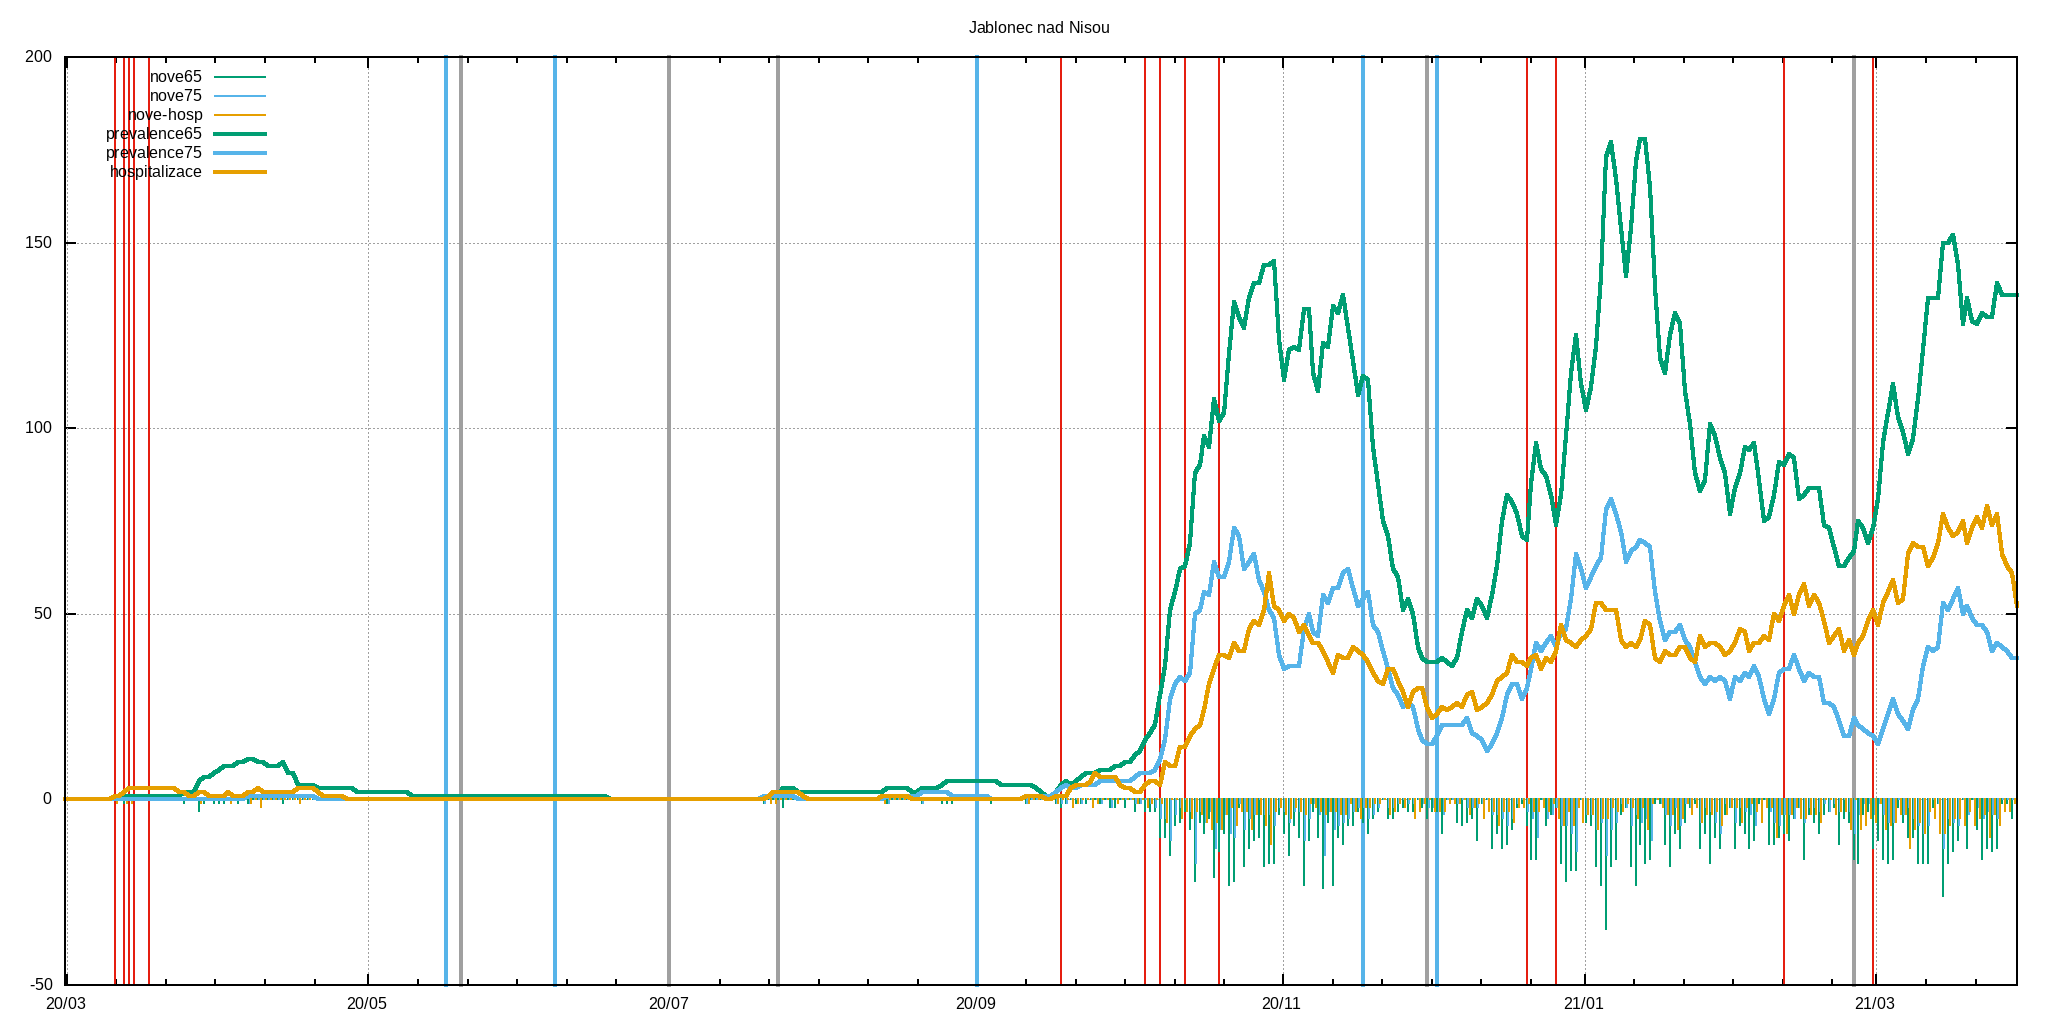 Jablonec nad Nisou
200
150
100
50
0
-50
nove65
nove75
nove-hosp
prevalence65
prevalence75
hospitalizace
20/03 20/05 20/07 20/09 20/11 21/01 21/03